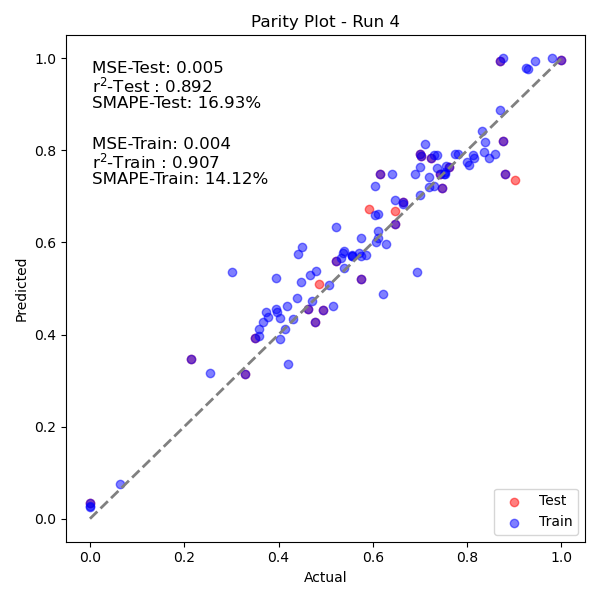 Parity Plot - Run 4
MSE-Test: 0.005
r²-Test : 0.892
SMAPE-Test: 16.93%
MSE-Train: 0.004
r²-Train : 0.907
SMAPE-Train: 14.12%
Predicted
1.0
0.8
0.6
0.4
0.2
0.0
0.0 0.2 0.4 0.6 0.8 1.0
Actual
Test
Train